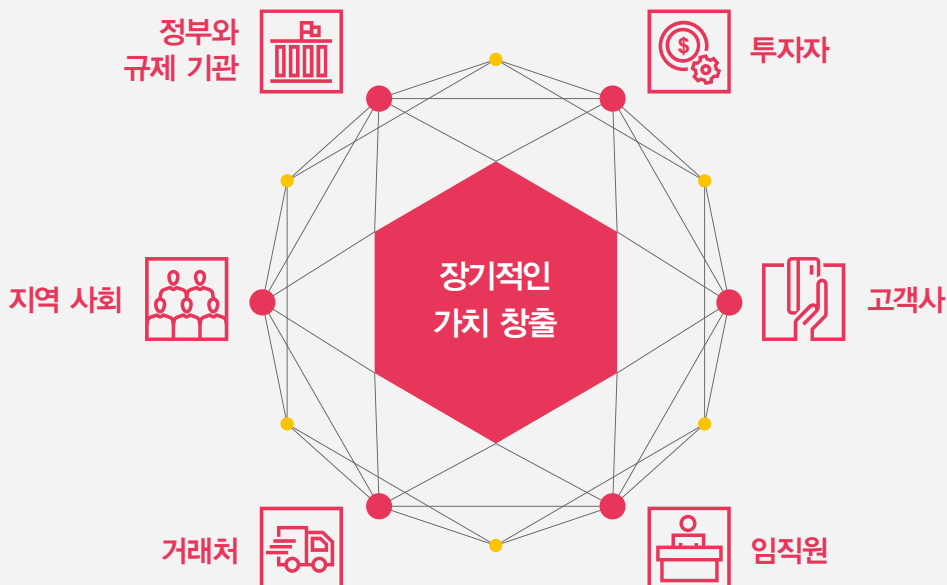 정부와
규제 기관
투자자
지역 사회
장기적인
가치 창출
고객사
거래처
임직원